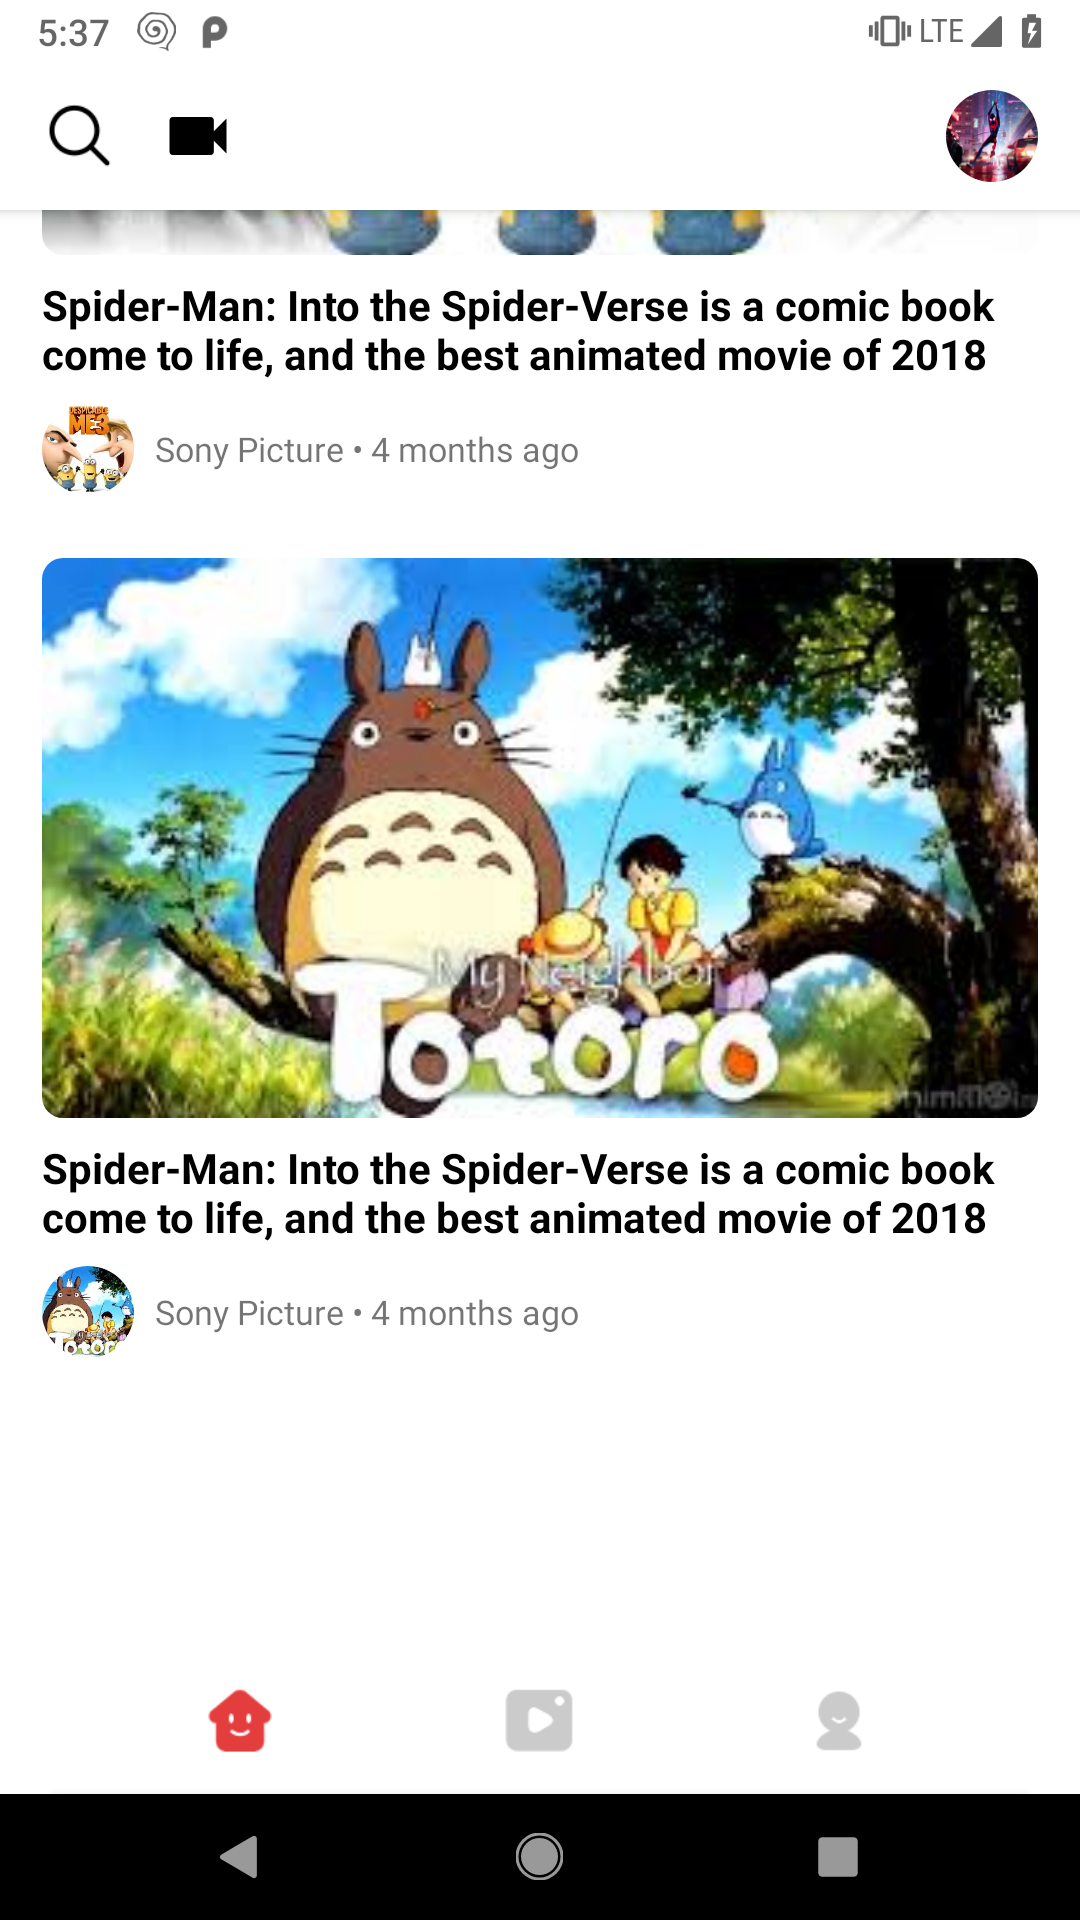 5:37
LTE
Spider-Man: Into the Spider-Verse is a comic book
come to life, and the best animated movie of 2018
DESPICABLE
ME3
Sony Picture • 4 months ago
My Neighbor
Totoro
Spider-Man: Into the Spider-Verse is a comic book
come to life, and the best animated movie of 2018
Totoro
Sony Picture • 4 months ago